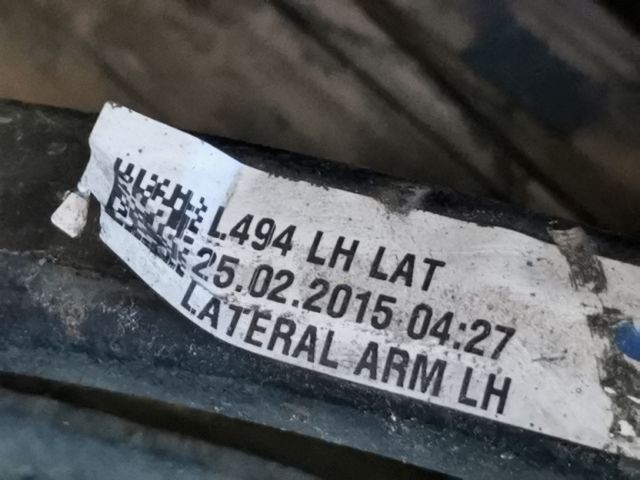 L494 LH LAT
25.02.2015 04:27
LATERAL ARM LH